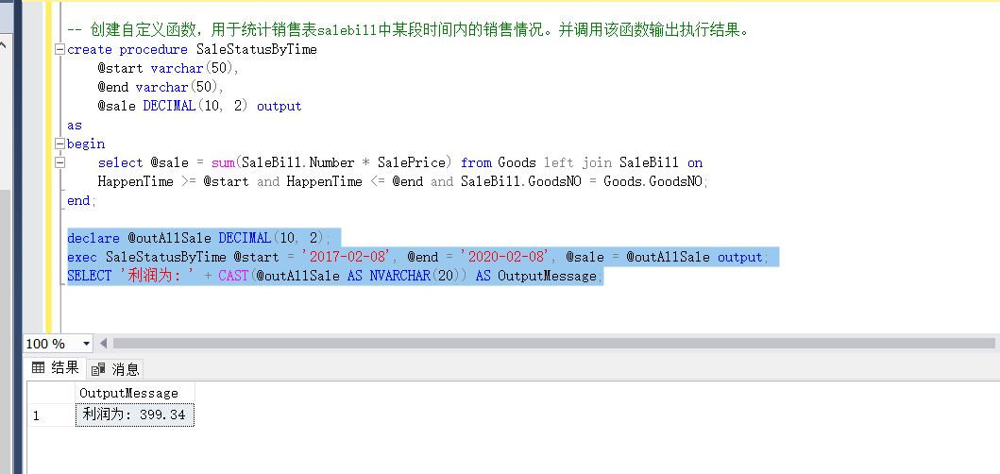 -- 创建自定义函数，用于统计销售表salebill中某段时间内的销售情况。并调用该函数输出执行结果。
create procedure SaleStatusByTime
@start varchar(50),
@end varchar(50),
@sale DECIMAL(10, 2) output
as
begin
select @sale = sum(SaleBill.Number * SalePrice) from Goods left join SaleBill on
HappenTime >= @start and HappenTime <= @end and SaleBill.GoodsNO = Goods.GoodsNO;
end;
declare @outAllSale DECIMAL(10, 2);
exec SaleStatusByTime @start = '2017-02-08', @end = '2020-02-08', @sale = @outAllSale output;
SELECT '利润为：' + CAST(@outAllSale AS NVARCHAR(20)) AS OutputMessage;
100 %
结果 消息
OutputMessage
1 利润为：399.34